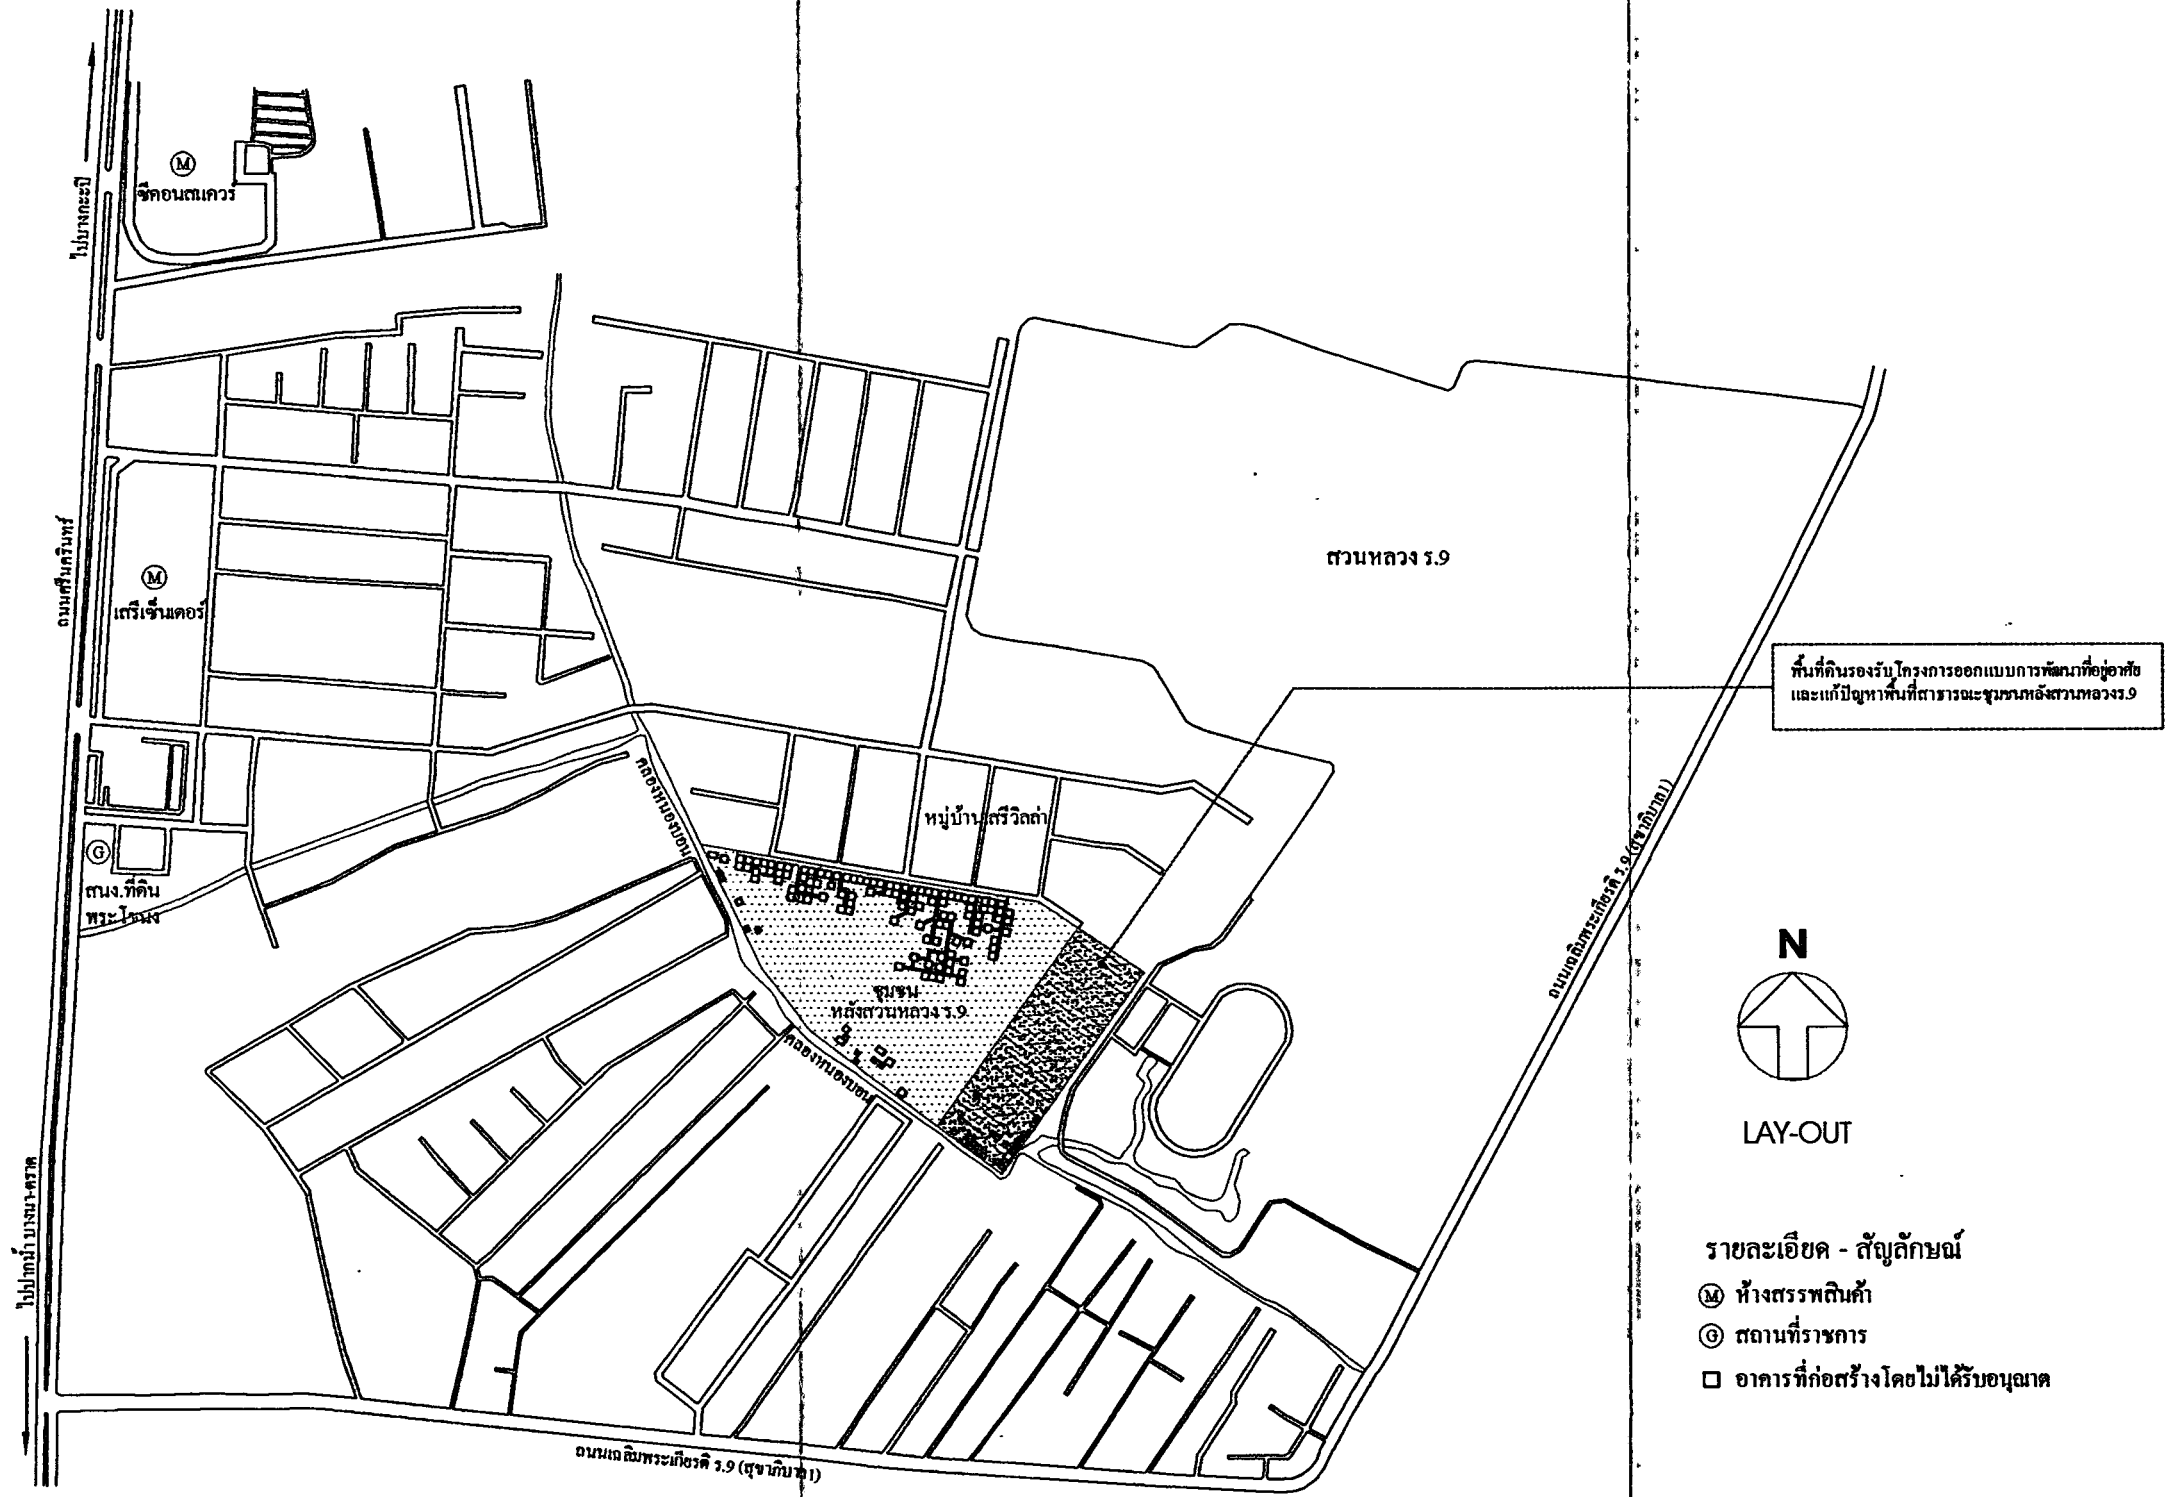 ไปบางกะปิ
M
ซีคอนสแควร์
ถนนศรีนครินทร์
M
เสรีเซ็นเตอร์
สวนหลวง ร.9
พื้นที่ดินรองรับโครงการออกแบบการพัฒนาที่อยู่อาศัย
และแก้ปัญหาพื้นที่สาธารณะชุมชนหลังสวนหลวงร.9
คลองหนองบอน
หมู่บ้านเสรีวิลล่า
G
สนง.ที่ดิน
พระโขนง
ถนนเฉลิมพระเกียรติ ร.9 (สุขาภิบาล1)
ชุมชน
หลังสวนหลวง ร.9
คลองหนองบอน
N
LAY-OUT
ไปปากน้ำ บางนา-ตราด
รายละเอียด - สัญลักษณ์
M ห้างสรรพสินค้า
G สถานที่ราชการ
อาคารที่ก่อสร้างโดยไม่ได้รับอนุญาต
ถนนเฉลิมพระเกียรติ ร.9 (สุขาภิบาล1)